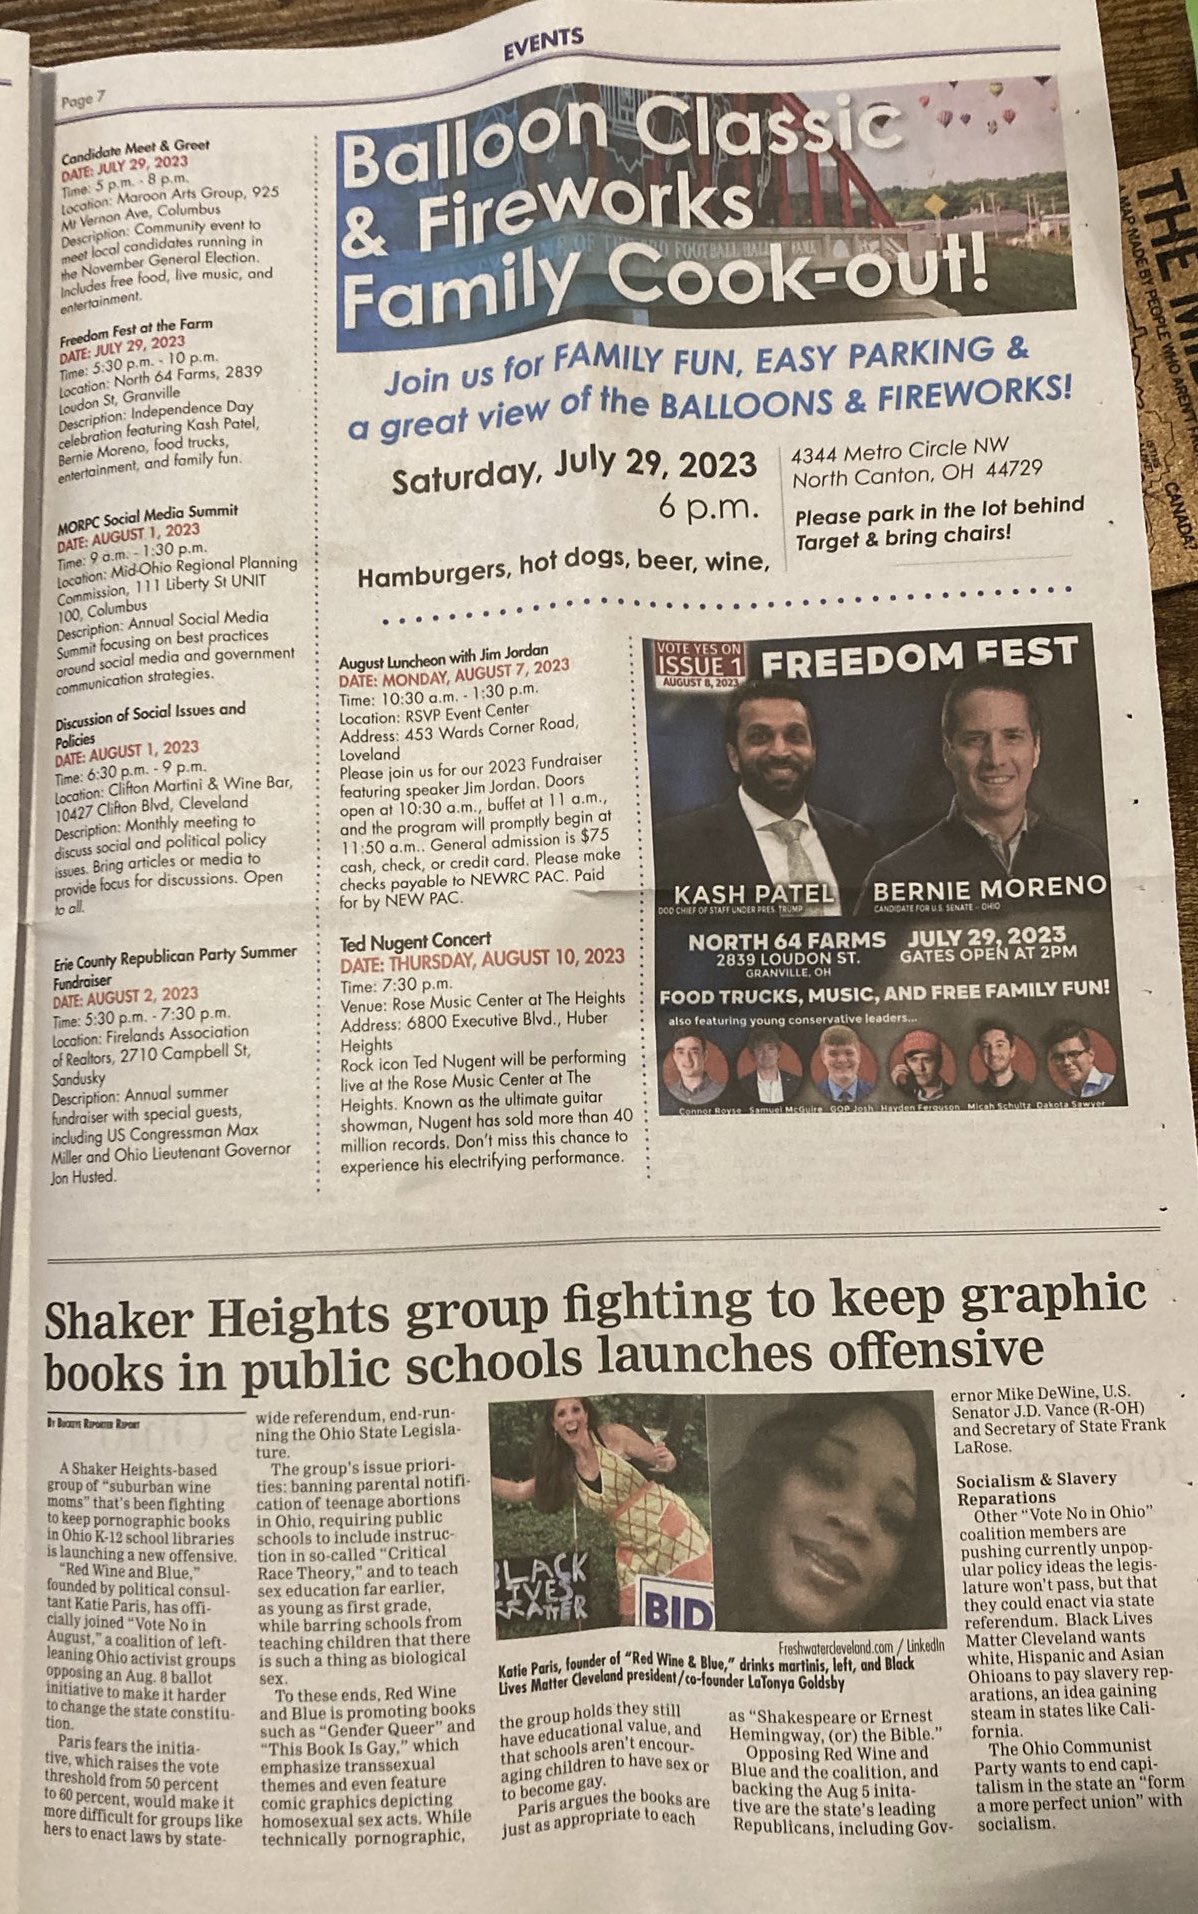 EVENTS
Page 7
Candidate Meet & Greet
DATE: JULY 29, 2023
Time: 5 p.m. - 8 p.m.
Location: Maroon Arts Group, 925
Mt Vernon Ave, Columbus
Description: Community event to
meet local candidates running in
the November General Election.
Includes free food, live music, and
entertainment.
Freedom Fest at the Farm
DATE: JULY 29, 2023
Time: 5:30 p.m. - 10 p.m.
Location: North 64 Farms, 2839
Loudon St, Granville
Description: Independence Day
celebration featuring Kash Patel,
Bernie Moreno, food trucks,
entertainment, and family fun.
MORPC Social Media Summit
DATE: AUGUST 1, 2023
Time: 9 a.m. - 1:30 p.m.
Location: Mid-Ohio Regional Planning
Commission, 111 Liberty St UNIT
100, Columbus
Description: Annual Social Media
Summit focusing on best practices
around social media and government
communication strategies.
Discussion of Social Issues and
Policies
DATE: AUGUST 1, 2023
Time: 6:30 p.m. - 9 p.m.
Location: Clifton Martini & Wine Bar,
10427 Clifton Blvd, Cleveland
Description: Monthly meeting to
discuss social and political policy
issues. Bring articles or media to
provide focus for discussions. Open
to all.
Erie County Republican Party Summer
Fundraiser
DATE: AUGUST 2, 2023
Time: 5:30 p.m. - 7:30 p.m.
Location: Firelands Association
of Realtors, 2710 Campbell St,
Sandusky
Description: Annual summer
fundraiser with special guests,
including US Congressman Max
Miller and Ohio Lieutenant Governor
Jon Husted.
Balloon Classic
& Fireworks
Family Cook-out!
FOOTBALL HALL
Join us for FAMILY FUN, EASY PARKING &
a great view of the BALLOONS & FIREWORKS!
Saturday, July 29, 2023
6 p.m.
Hamburgers, hot dogs, beer, wine,
4344 Metro Circle NW
North Canton, OH 44729
Please park in the lot behind
Target & bring chairs!
August Luncheon with Jim Jordan
DATE: MONDAY, AUGUST 7, 2023
Time: 10:30 a.m. - 1:30 p.m.
Location: RSVP Event Center
Address: 453 Wards Corner Road,
Loveland
Please join us for our 2023 Fundraiser
featuring speaker Jim Jordan. Doors
open at 10:30 a.m., buffet at 11 a.m.,
and the program will promptly begin at
11:50 a.m.. General admission is $75
cash, check, or credit card. Please make
checks payable to NEWRC PAC. Paid
for by NEW PAC.
Ted Nugent Concert
DATE: THURSDAY, AUGUST 10, 2023
Time: 7:30 p.m.
Venue: Rose Music Center at The Heights
Address: 6800 Executive Blvd., Huber
Heights
Rock icon Ted Nugent will be performing
live at the Rose Music Center at The
Heights. Known as the ultimate guitar
showman, Nugent has sold more than 40
million records. Don't miss this chance to
experience his electrifying performance.
VOTE YES ON
ISSUE 1
AUGUST 8, 2023
FREEDOM FEST
KASH PATEL
DOD CHIEF OF STAFF UNDER PRES. TRUMP
BERNIE MORENO
CANDIDATE FOR U.S. SENATE - OHIO
NORTH 64 FARMS
2839 LOUDON ST.
GRANVILLE, OH
JULY 29, 2023
GATES OPEN AT 2PM
FOOD TRUCKS, MUSIC, AND FREE FAMILY FUN!
also featuring young conservative leaders...
Connor Royse Samuel McGuire GOP Josh Hayden Ferguson Micah Schultz Dakota Sawyer
Shaker Heights group fighting to keep graphic
books in public schools launches offensive
BY BUCKEYE REPORTER REPORT
A Shaker Heights-based
group of "suburban wine
moms" that's been fighting
to keep pornographic books
in Ohio K-12 school libraries
is launching a new offensive.
"Red Wine and Blue,"
founded by political consul-
tant Katie Paris, has offi-
cially joined "Vote No in
August," a coalition of left-
leaning Ohio activist groups
opposing an Aug. 8 ballot
initiative to make it harder
to change the state constitu-
tion.
Paris fears the initia-
tive, which raises the vote
threshold from 50 percent
to 60 percent, would make it
more difficult for groups like
hers to enact laws by state-
wide referendum, end-run-
ning the Ohio State Legisla-
ture.
The group's issue priori-
ties: banning parental notifi-
cation of teenage abortions
in Ohio, requiring public
schools to include instruc-
tion in so-called "Critical
Race Theory," and to teach
sex education far earlier,
as young as first grade,
while barring schools from
teaching children that there
is such a thing as biological
sex.
To these ends, Red Wine
and Blue is promoting books
such as "Gender Queer" and
"This Book Is Gay," which
emphasize transsexual
themes and even feature
comic graphics depicting
homosexual sex acts. While
technically pornographic,
BLACK
LIVES
MATTER
BID
Freshwatercleveland.com / LinkedIn
Katie Paris, founder of "Red Wine & Blue," drinks martinis, left, and Black
Lives Matter Cleveland president/co-founder LaTonya Goldsby
the group holds they still
have educational value, and
that schools aren't encour-
aging children to have sex or
to become gay.
Paris argues the books are
just as appropriate to each
as "Shakespeare or Ernest
Hemingway, (or) the Bible."
Opposing Red Wine and
Blue and the coalition, and
backing the Aug 5 inita-
tive are the state's leading
Republicans, including Gov-
ernor Mike DeWine, U.S.
Senator J.D. Vance (R-OH)
and Secretary of State Frank
LaRose.
Socialism & Slavery
Reparations
Other "Vote No in Ohio"
coalition members are
pushing currently unpop-
ular policy ideas the legis-
lature won't pass, but that
they could enact via state
referendum. Black Lives
Matter Cleveland wants
white, Hispanic and Asian
Ohioans to pay slavery rep-
arations, an idea gaining
steam in states like Cali-
fornia.
The Ohio Communist
Party wants to end capi-
talism in the state an "form
a more perfect union" with
socialism.
THE
A MAP MADE BY PEOPLE WHO AREN'T
CANADA?